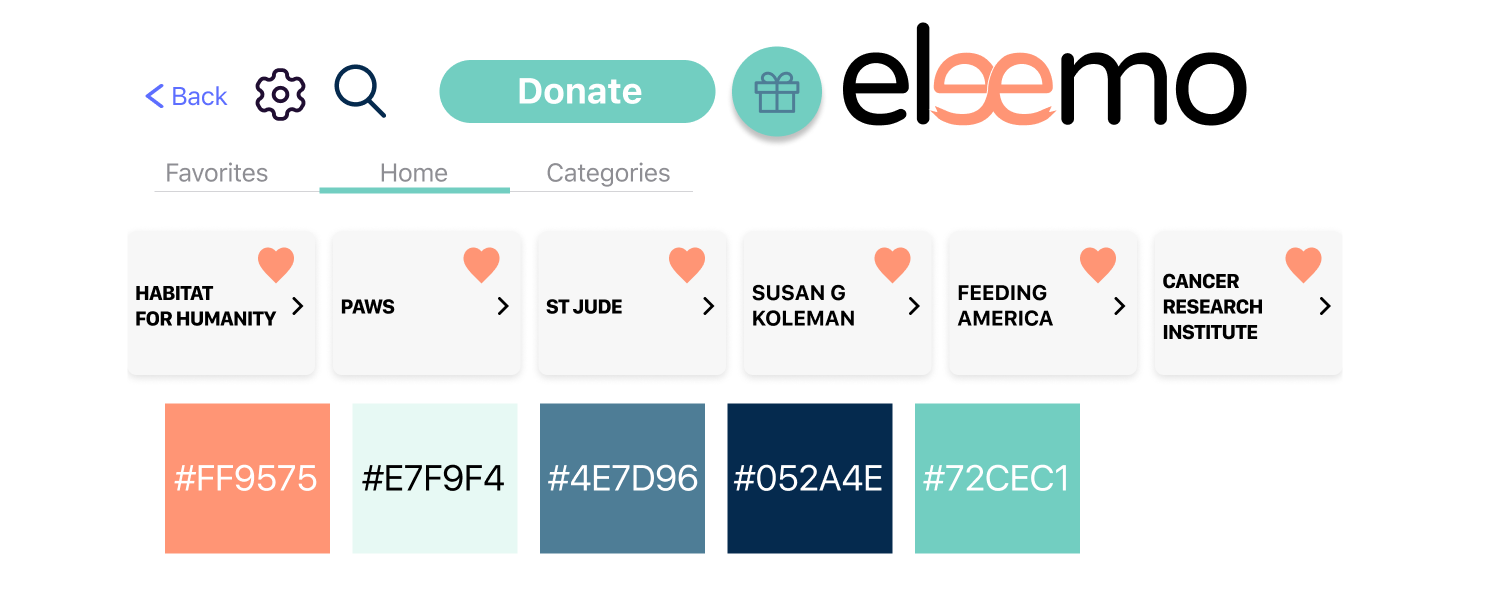 Back
Donate
eleemo
Favorites
Home
Categories
HABITAT
FOR HUMANITY
PAWS
ST JUDE
SUSAN G
KOLEMAN
FEEDING
AMERICA
CANCER
RESEARCH
INSTITUTE
#FF9575
#E7F9F4
#4E7D96
#052A4E
#72CEC1